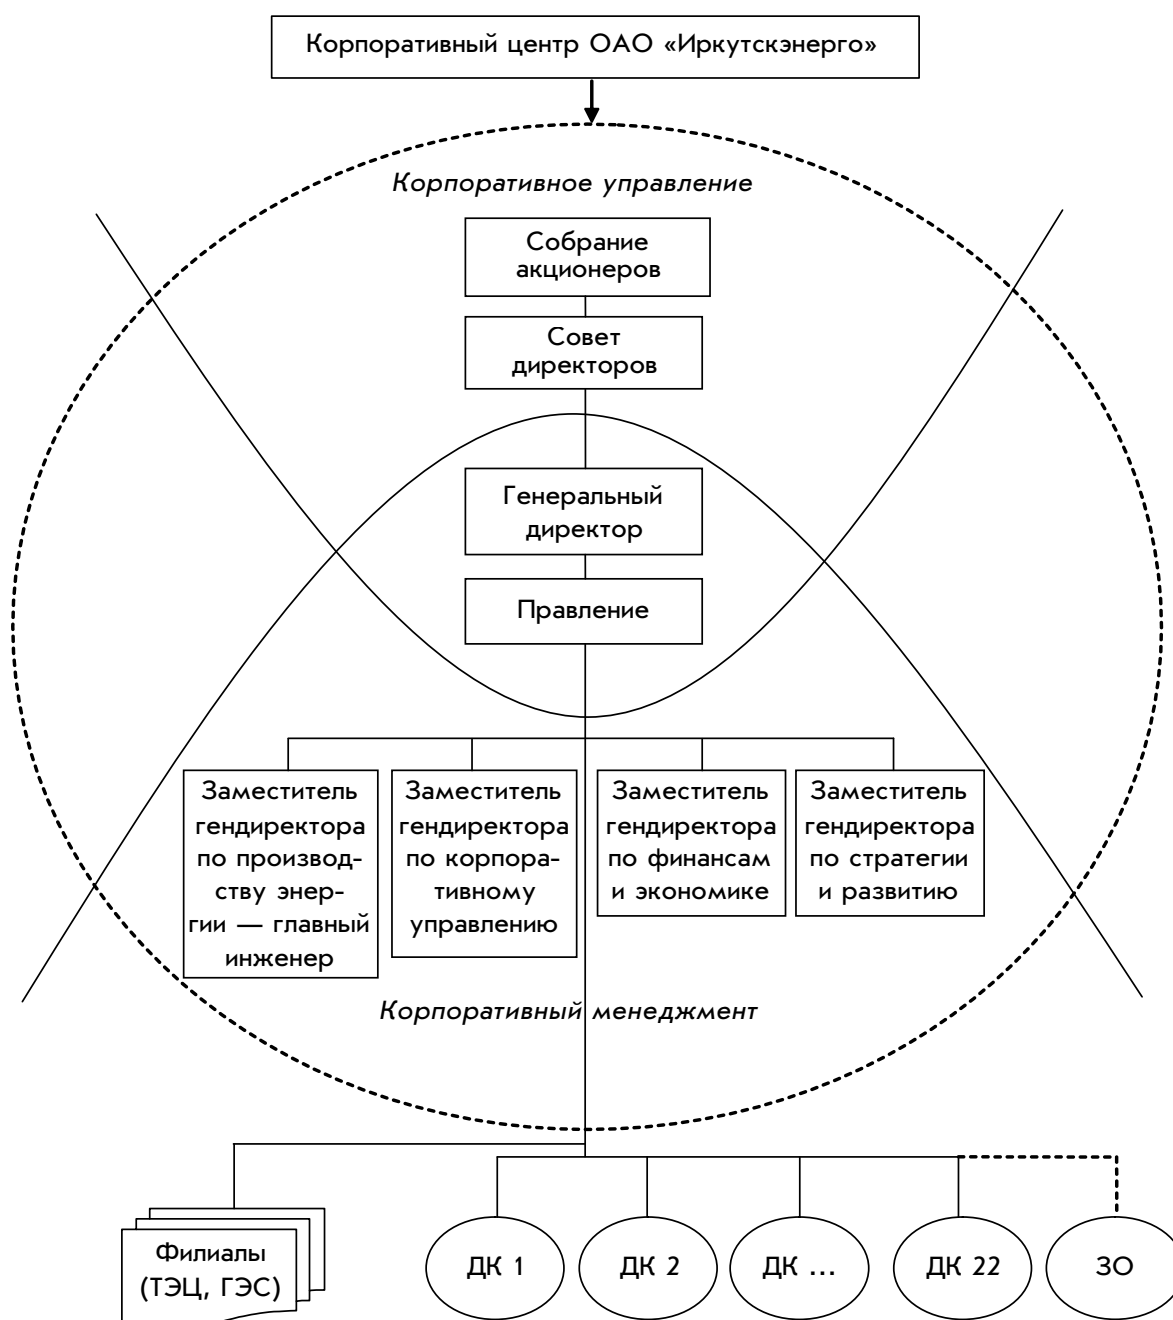 Корпоративный центр ОАО «Иркутскэнерго»
Корпоративное управление
Собрание
акционеров
Совет
директоров
Генеральный
директор
Правление
Заместитель
гендиректора
по производ-
ству энер-
гии — главный
инженер
Заместитель
гендиректора
по корпора-
тивному
управлению
Заместитель
гендиректора
по финансам
и экономике
Заместитель
гендиректора
по стратегии
и развитию
Корпоративный менеджмент
Филиалы
(ТЭЦ, ГЭС)
ДК 1
ДК 2
ДК ...
ДК 22
ЗО